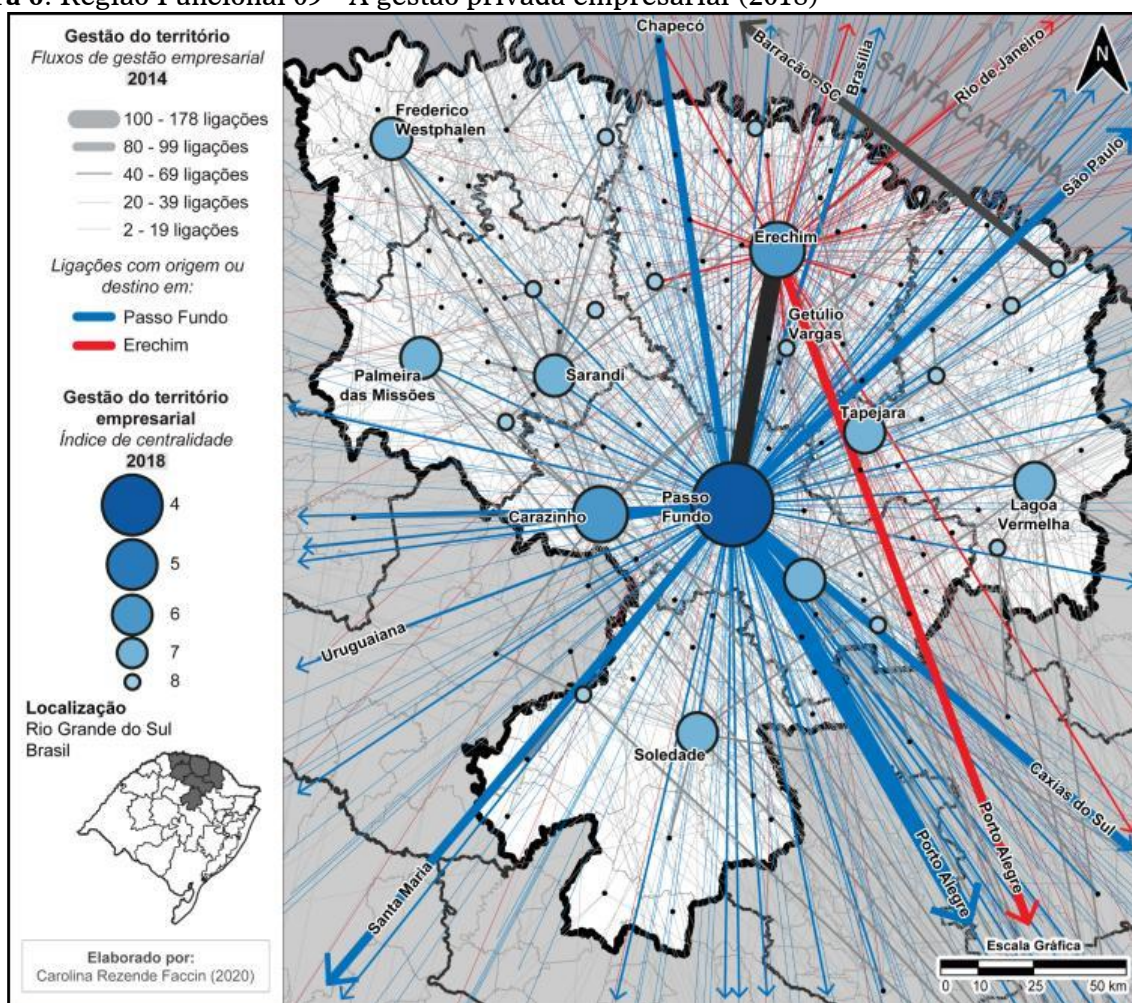 ra 6: Região Funcional 09 - A gestão privada empresarial (2018)
Gestão do território
Fluxos de gestão empresarial
2014
100 - 178 ligações
80 - 99 ligações
40 - 69 ligações
20 - 39 ligações
2 - 19 ligações
Ligações com origem ou
destino em:
Passo Fundo
Erechim
Gestão do território
empresarial
Índice de centralidade
2018
4
5
6
7
8
Localização
Rio Grande do Sul
Brasil
Elaborado por:
Carolina Rezende Faccin (2020)
Chapecó
Barracão - SC
Brasília
SANTA CATARINA
Rio de Janeiro
N
São Paulo
Frederico
Westphalen
Erechim
Getúlio
Vargas
Palmeira
das Missões
Sarandi
Tapejara
Carazinho
Passo
Fundo
Lagoa
Vermelha
Uruguaiana
Soledade
Santa Maria
Porto Alegre
Porto Alegre
Caxias do Sul
Escala Gráfica
0 10 25 50 km